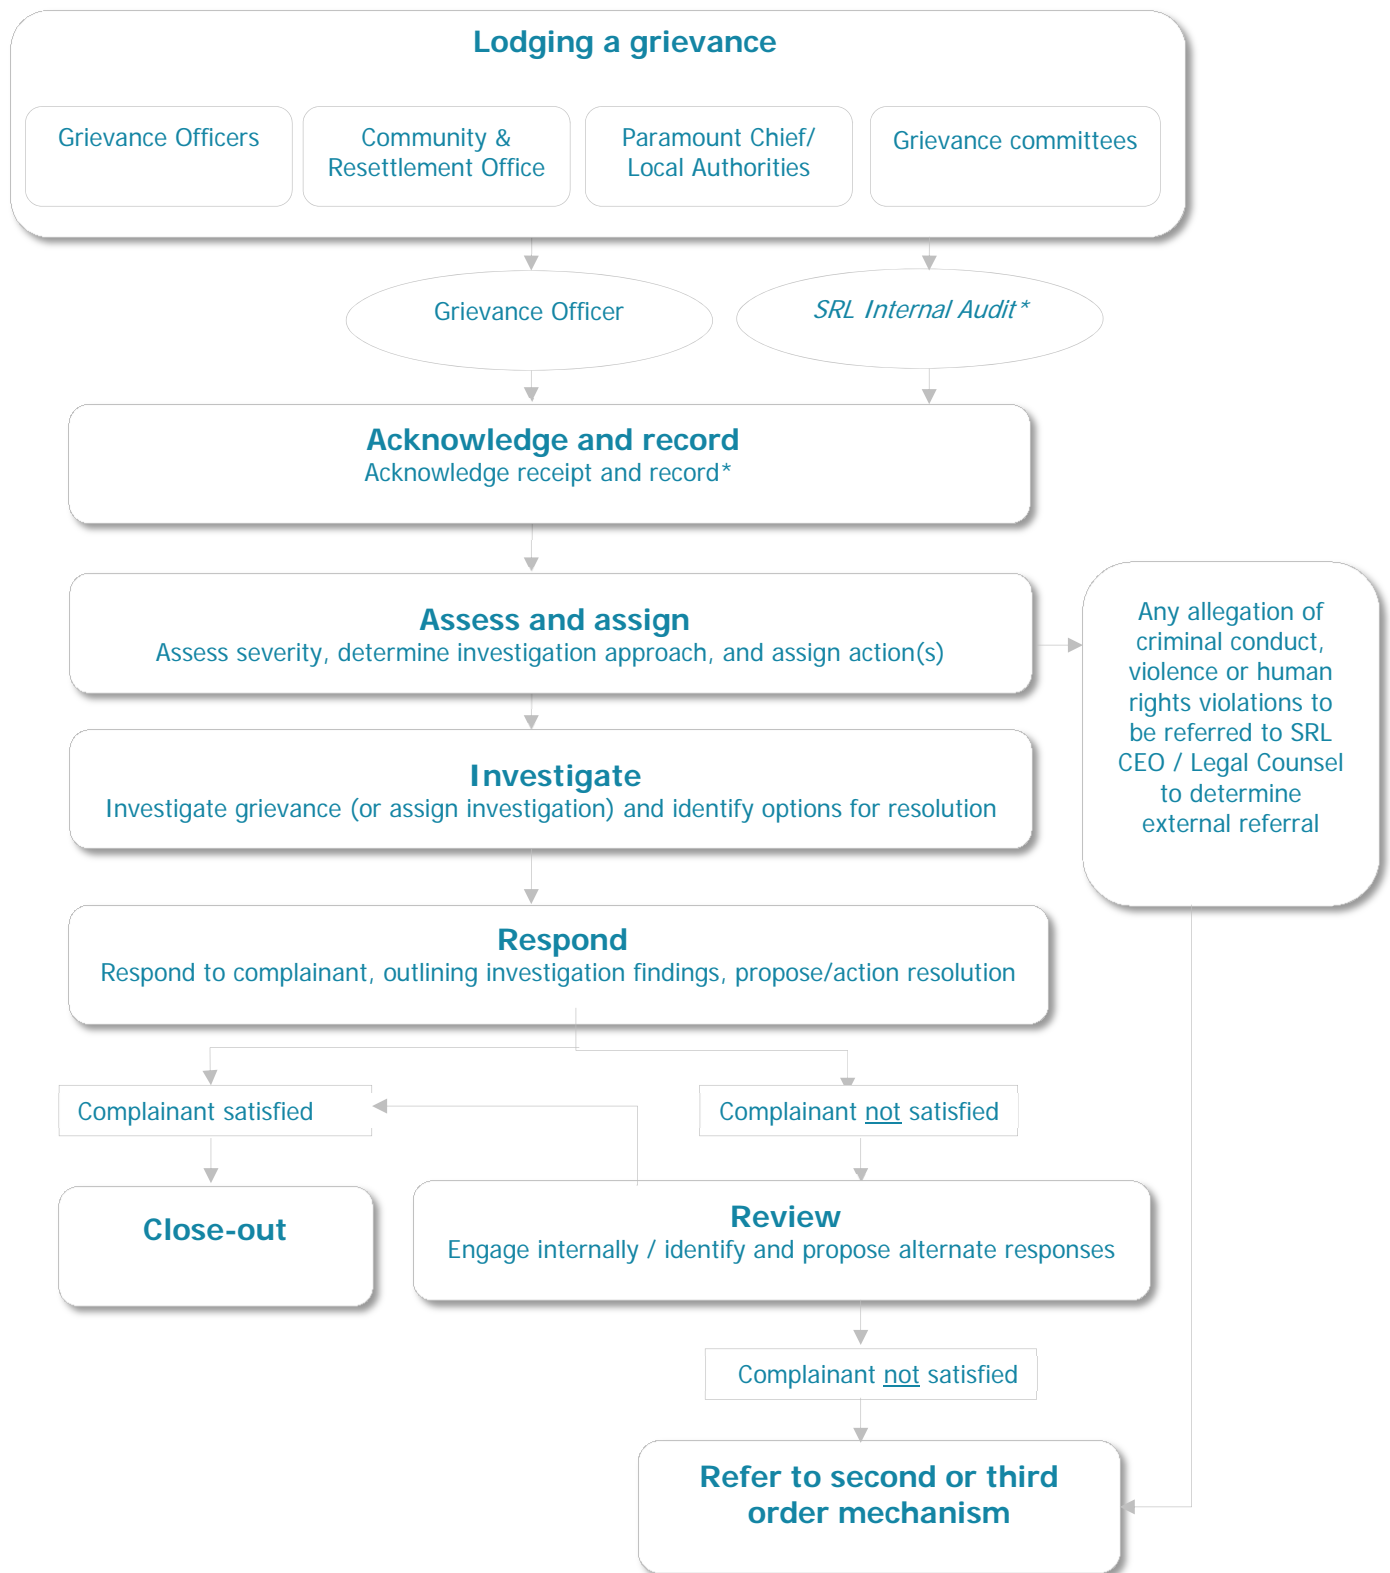 Lodging a grievance
Grievance Officers
Community &
Resettlement Office
Paramount Chief/
Local Authorities
Grievance committees
Grievance Officer
SRL Internal Audit*
Acknowledge and record
Acknowledge receipt and record*
Assess and assign
Assess severity, determine investigation approach, and assign action(s)
Any allegation of
criminal conduct,
violence or human
rights violations to
be referred to SRL
CEO / Legal Counsel
to determine
external referral
Investigate
Investigate grievance (or assign investigation) and identify options for resolution
Respond
Respond to complainant, outlining investigation findings, propose/action resolution
Complainant satisfied
Complainant not satisfied
Close-out
Review
Engage internally / identify and propose alternate responses
Complainant not satisfied
Refer to second or third
order mechanism